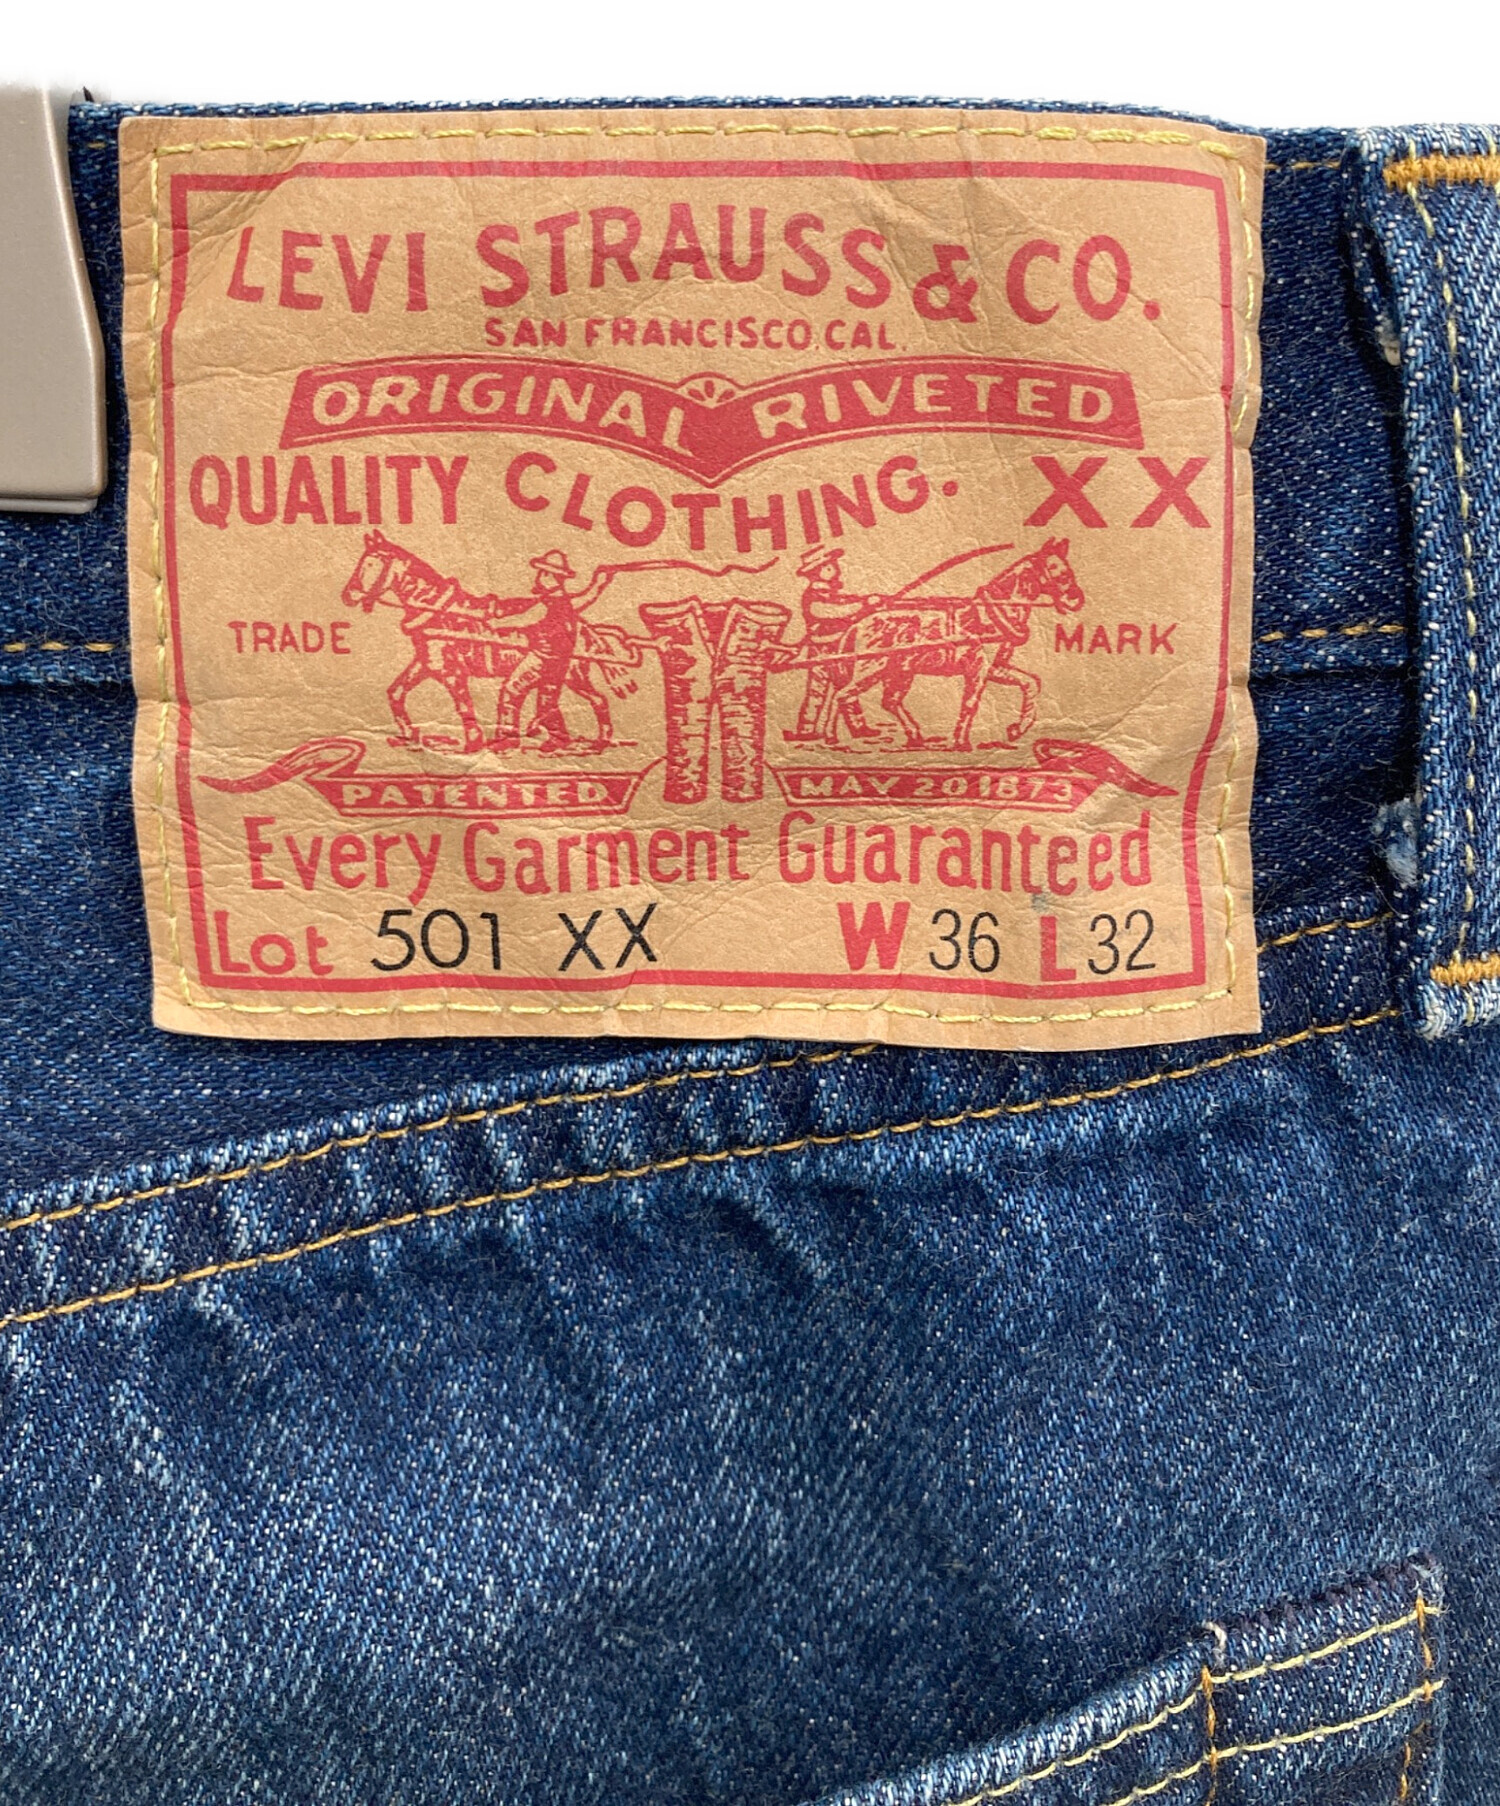 LEVI STRAUSS & CO.
SAN FRANCISCO, CAL.
ORIGINAL RIVETED
QUALITY CLOTHING. XX
TRADE MARK
PATENTED MAY 20 1873
Every Garment Guaranteed
Lot 501 XX W 36 L 32